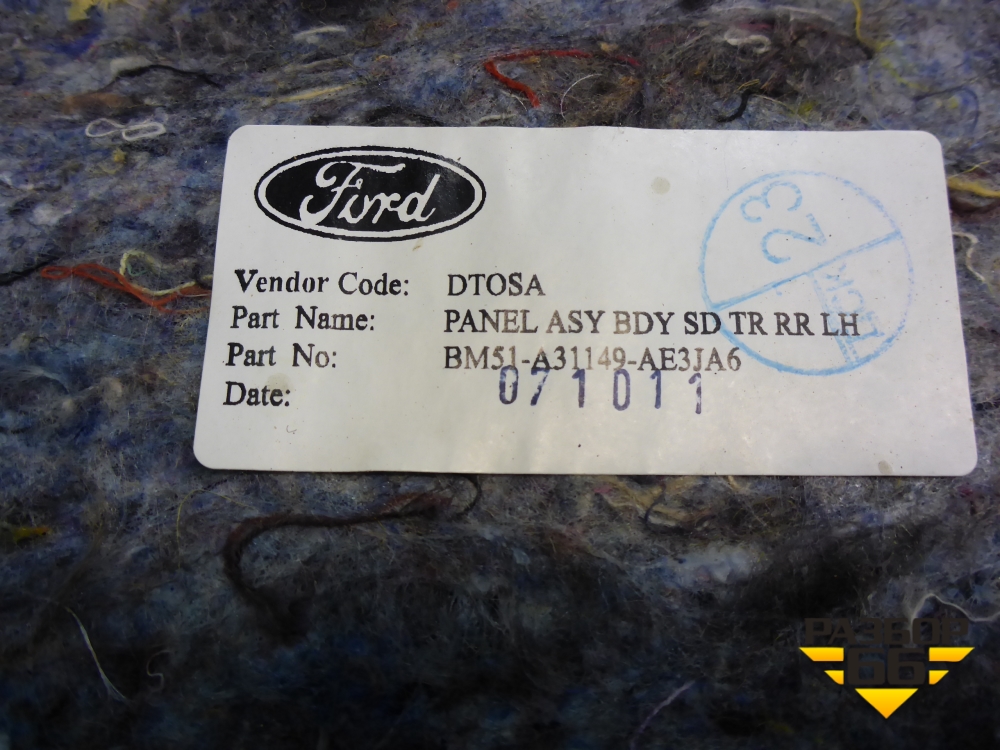 Ford
Vendor Code: DTOSA
Part Name: PANEL ASY BDY SD TR RR LH
Part No: BM51-A31149-AE3JA6
Date: 071011
23
РАЗБОР
66